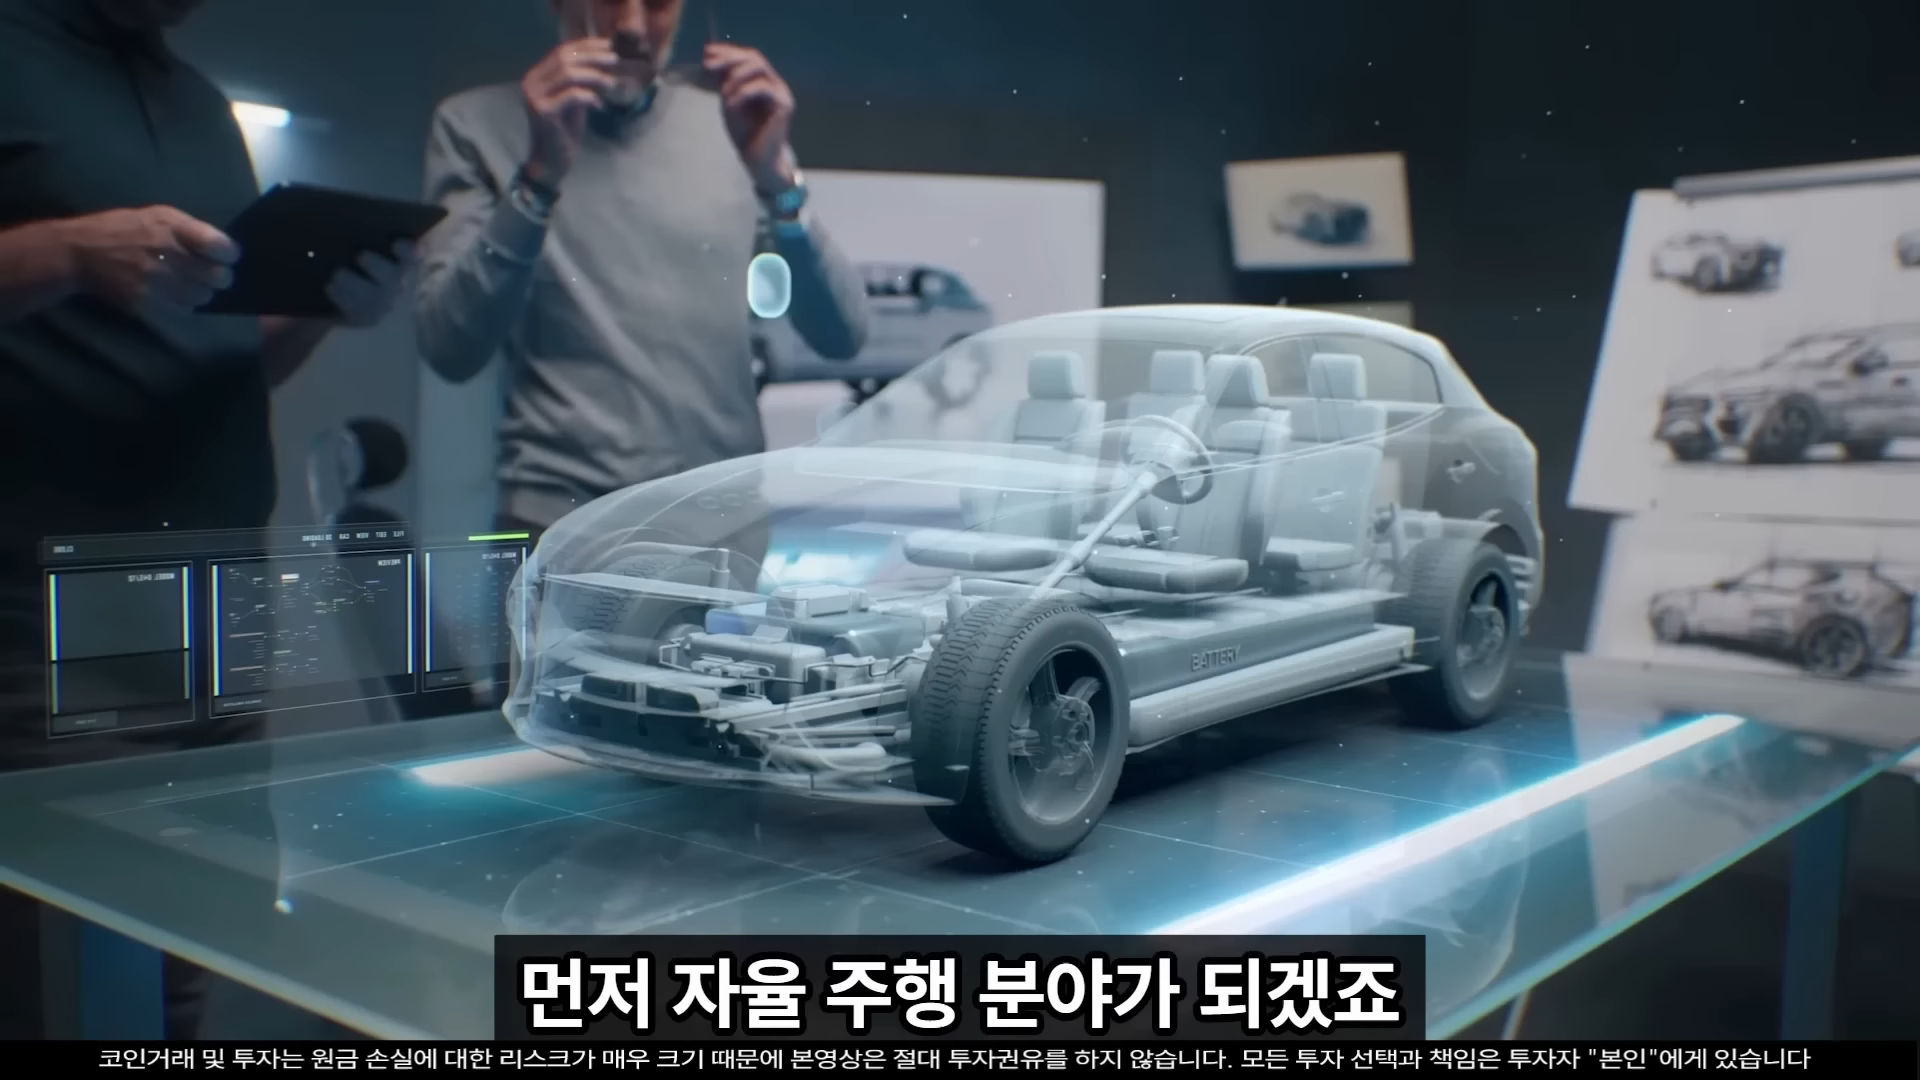 BATTERY
먼저 자율 주행 분야가 되겠죠
코인거래 및 투자는 원금 손실에 대한 리스크가 매우 크기 때문에 본영상은 절대 투자권유를 하지 않습니다. 모든 투자 선택과 책임은 투자자 "본인"에게 있습니다